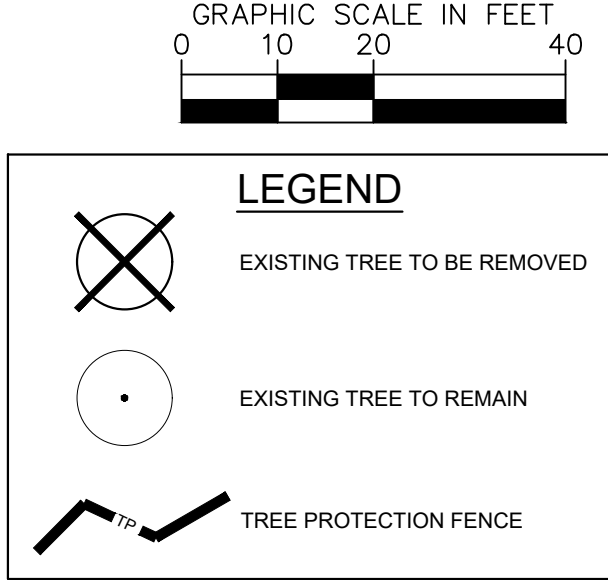 GRAPHIC SCALE IN FEET
0 10 20 40
LEGEND
EXISTING TREE TO BE REMOVED
EXISTING TREE TO REMAIN
TP
TREE PROTECTION FENCE